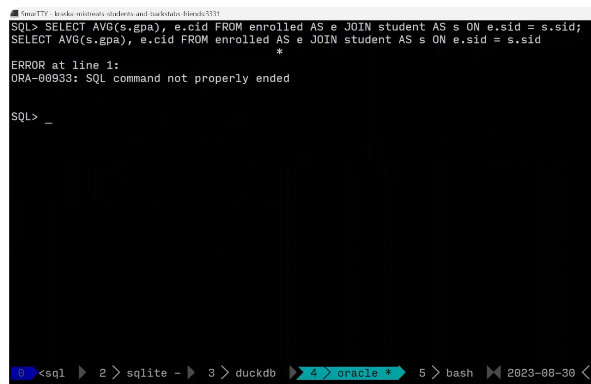 SmarTTY - kraska-mistreats-students-and-backstabs-friends:3331
SQL> SELECT AVG(s.gpa), e.cid FROM enrolled AS e JOIN student AS s ON e.sid = s.sid;
SELECT AVG(s.gpa), e.cid FROM enrolled AS e JOIN student AS s ON e.sid = s.sid
*
ERROR at line 1:
ORA-00933: SQL command not properly ended
SQL> _
0 <sql 2 > sqlite - 3 > duckdb 4 > oracle * 5 > bash 2023-08-30 <